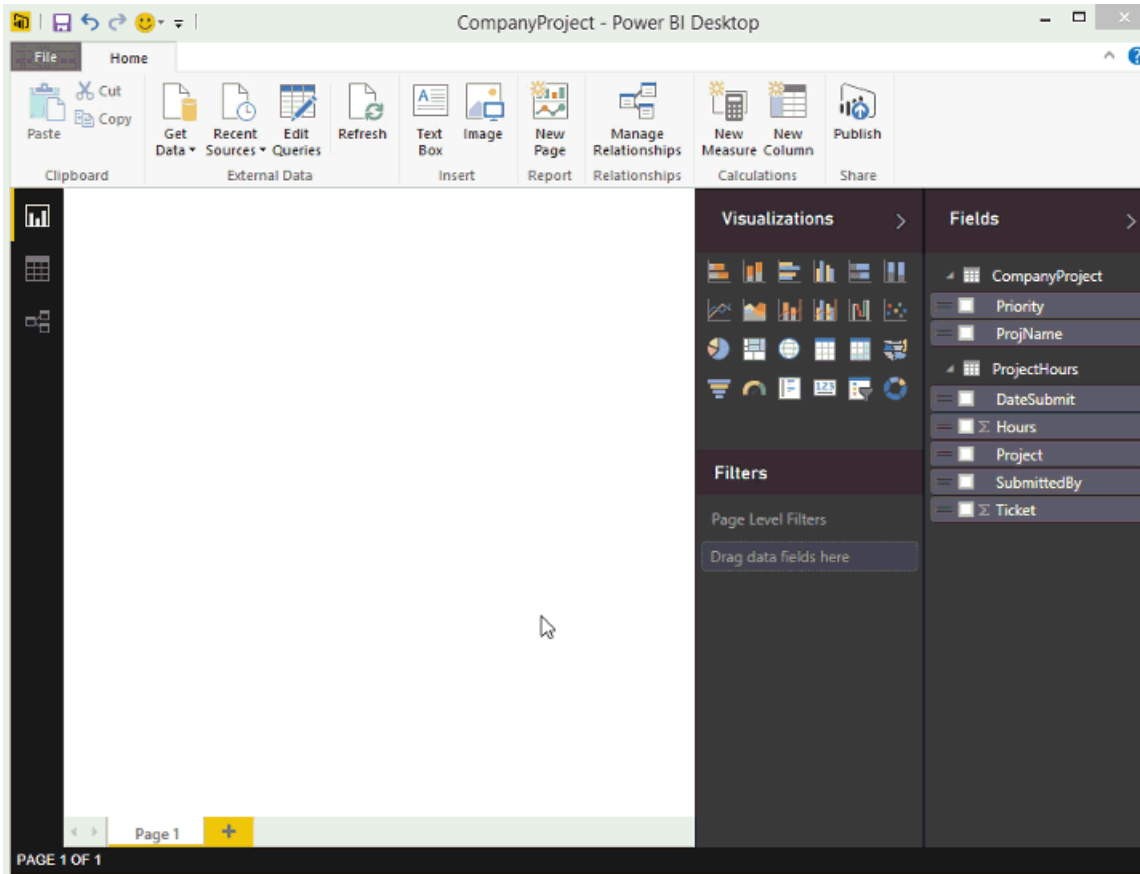 CompanyProject - Power BI Desktop
File Home
Paste
Cut
Copy
Clipboard
Get Data
Recent Sources
Edit Queries
Refresh
External Data
Text Box
Image
Insert
New Page
Report
Manage Relationships
Relationships
New Measure
New Column
Calculations
Publish
Share
Visualizations
123
Filters
Page Level Filters
Drag data fields here
Fields
CompanyProject
Priority
ProjName
ProjectHours
DateSubmit
Σ Hours
Project
SubmittedBy
Σ Ticket
Page 1 +
PAGE 1 OF 1